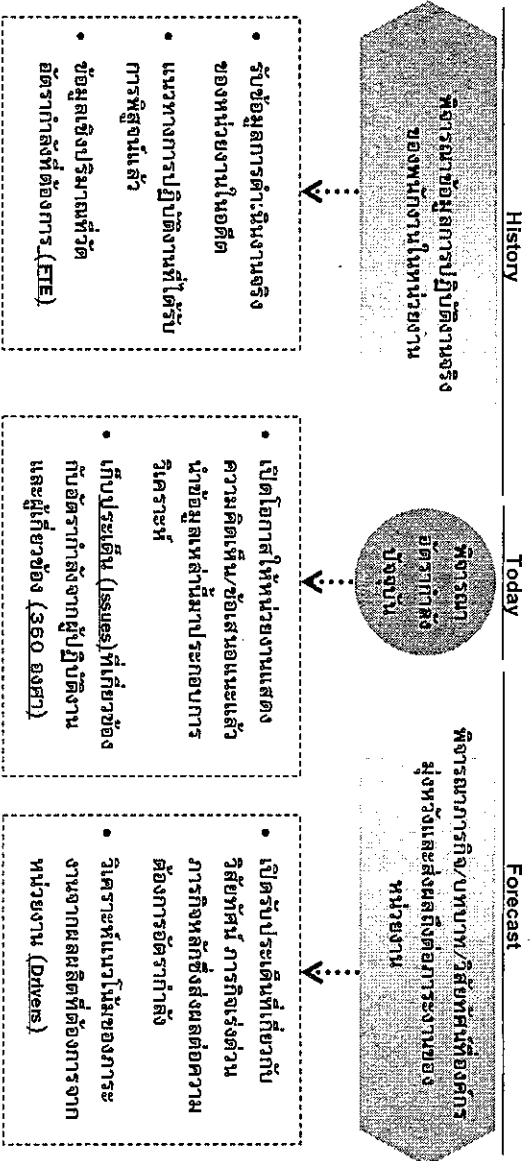 History
พิจารณาข้อมูลการปฏิบัติงานจริง
ของพนักงานในหน่วยงาน
• รับข้อมูลการดำเนินงานจริง
ของหน่วยงานในอดีต
• แนวทางการปฏิบัติงานที่ได้รับ
การพิสูจน์แล้ว
• ข้อมูลเชิงปริมาณที่วัด
อัตรากำลังที่ต้องการ (FTE)
Today
พิจารณา
อัตรากำลัง
ปัจจุบัน
• เปิดโอกาสให้หน่วยงานแสดง
ความคิดเห็น/ข้อเสนอแนะแล้ว
นำข้อมูลเหล่านี้มาประกอบการ
วิเคราะห์
• เก็บประเด็น (Issues)ที่เกี่ยวข้อง
กับอัตรากำลังจากผู้ปฏิบัติงาน
และผู้เกี่ยวข้อง (360 องศา)
Forecast
พิจารณาภารกิจ/บทบาท/วิสัยทัศน์ที่องค์กร
มุ่งหวังและส่งผลถึงต่อภาระงานของ
หน่วยงาน
• เปิดรับประเด็นที่เกี่ยวกับ
วิสัยทัศน์ ภารกิจเร่งด่วน
ภารกิจหลักซึ่งส่งผลต่อความ
ต้องการอัตรากำลัง
• วิเคราะห์แนวโน้มของภาระ
งานจากผลผลิตที่ต้องการจาก
หน่วยงาน (Drivers)